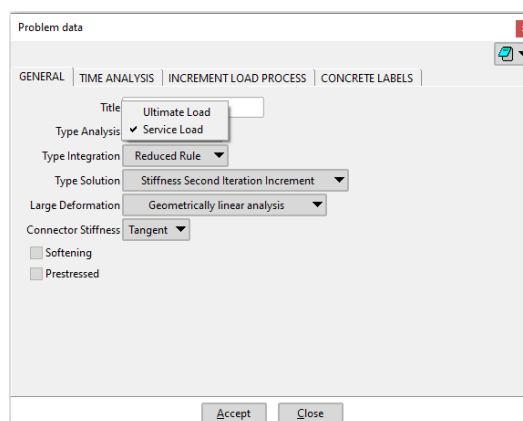 Problem data
GENERAL TIME ANALYSIS INCREMENT LOAD PROCESS CONCRETE LABELS
Title
Ultimate Load
Type Analysis ✓ Service Load
Type Integration Reduced Rule
Type Solution Stiffness Second Iteration Increment
Large Deformation Geometrically linear analysis
Connector Stiffness Tangent
Softening
Prestressed
Accept Close